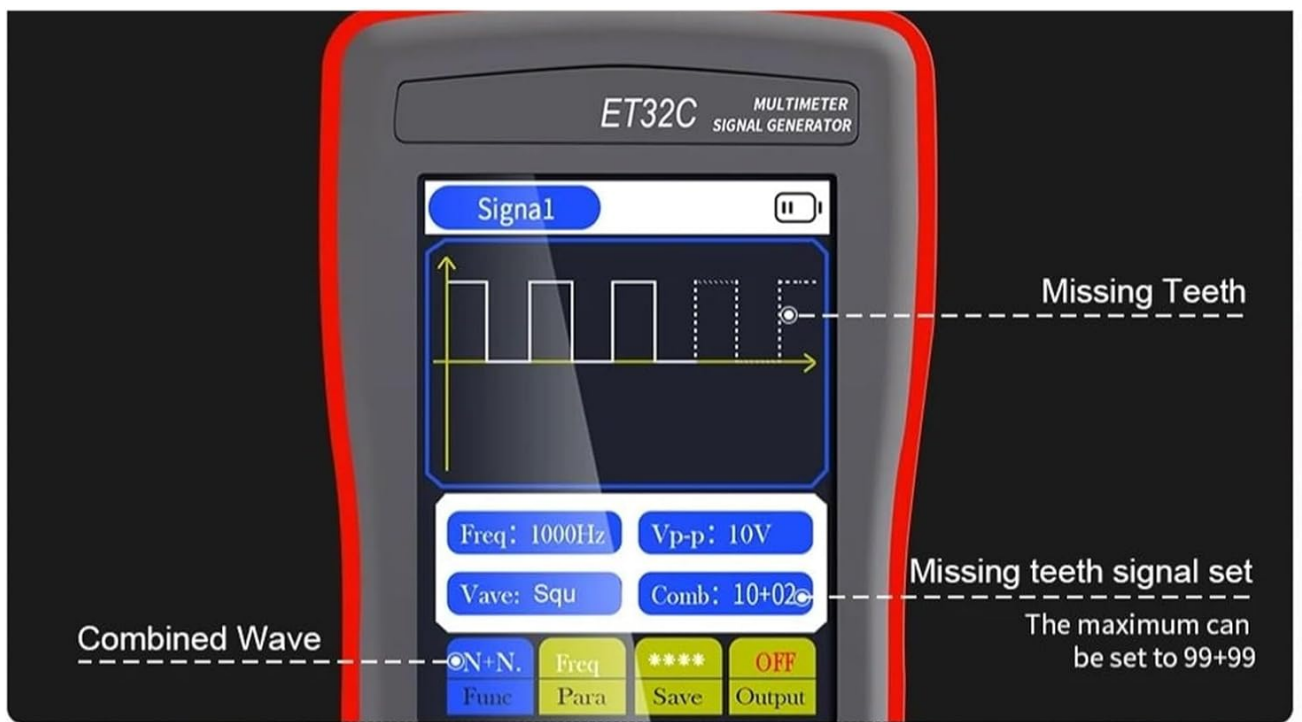 ET32C
MULTIMETER
SIGNAL GENERATOR
Signal
Missing Teeth
Freq: 1000Hz
Vp-p: 10V
Vave: Squ
Comb: 10+02
Missing teeth signal set
The maximum can
be set to 99+99
Combined Wave
N+N.
Freq
****
OFF
Func
Para
Save
Output